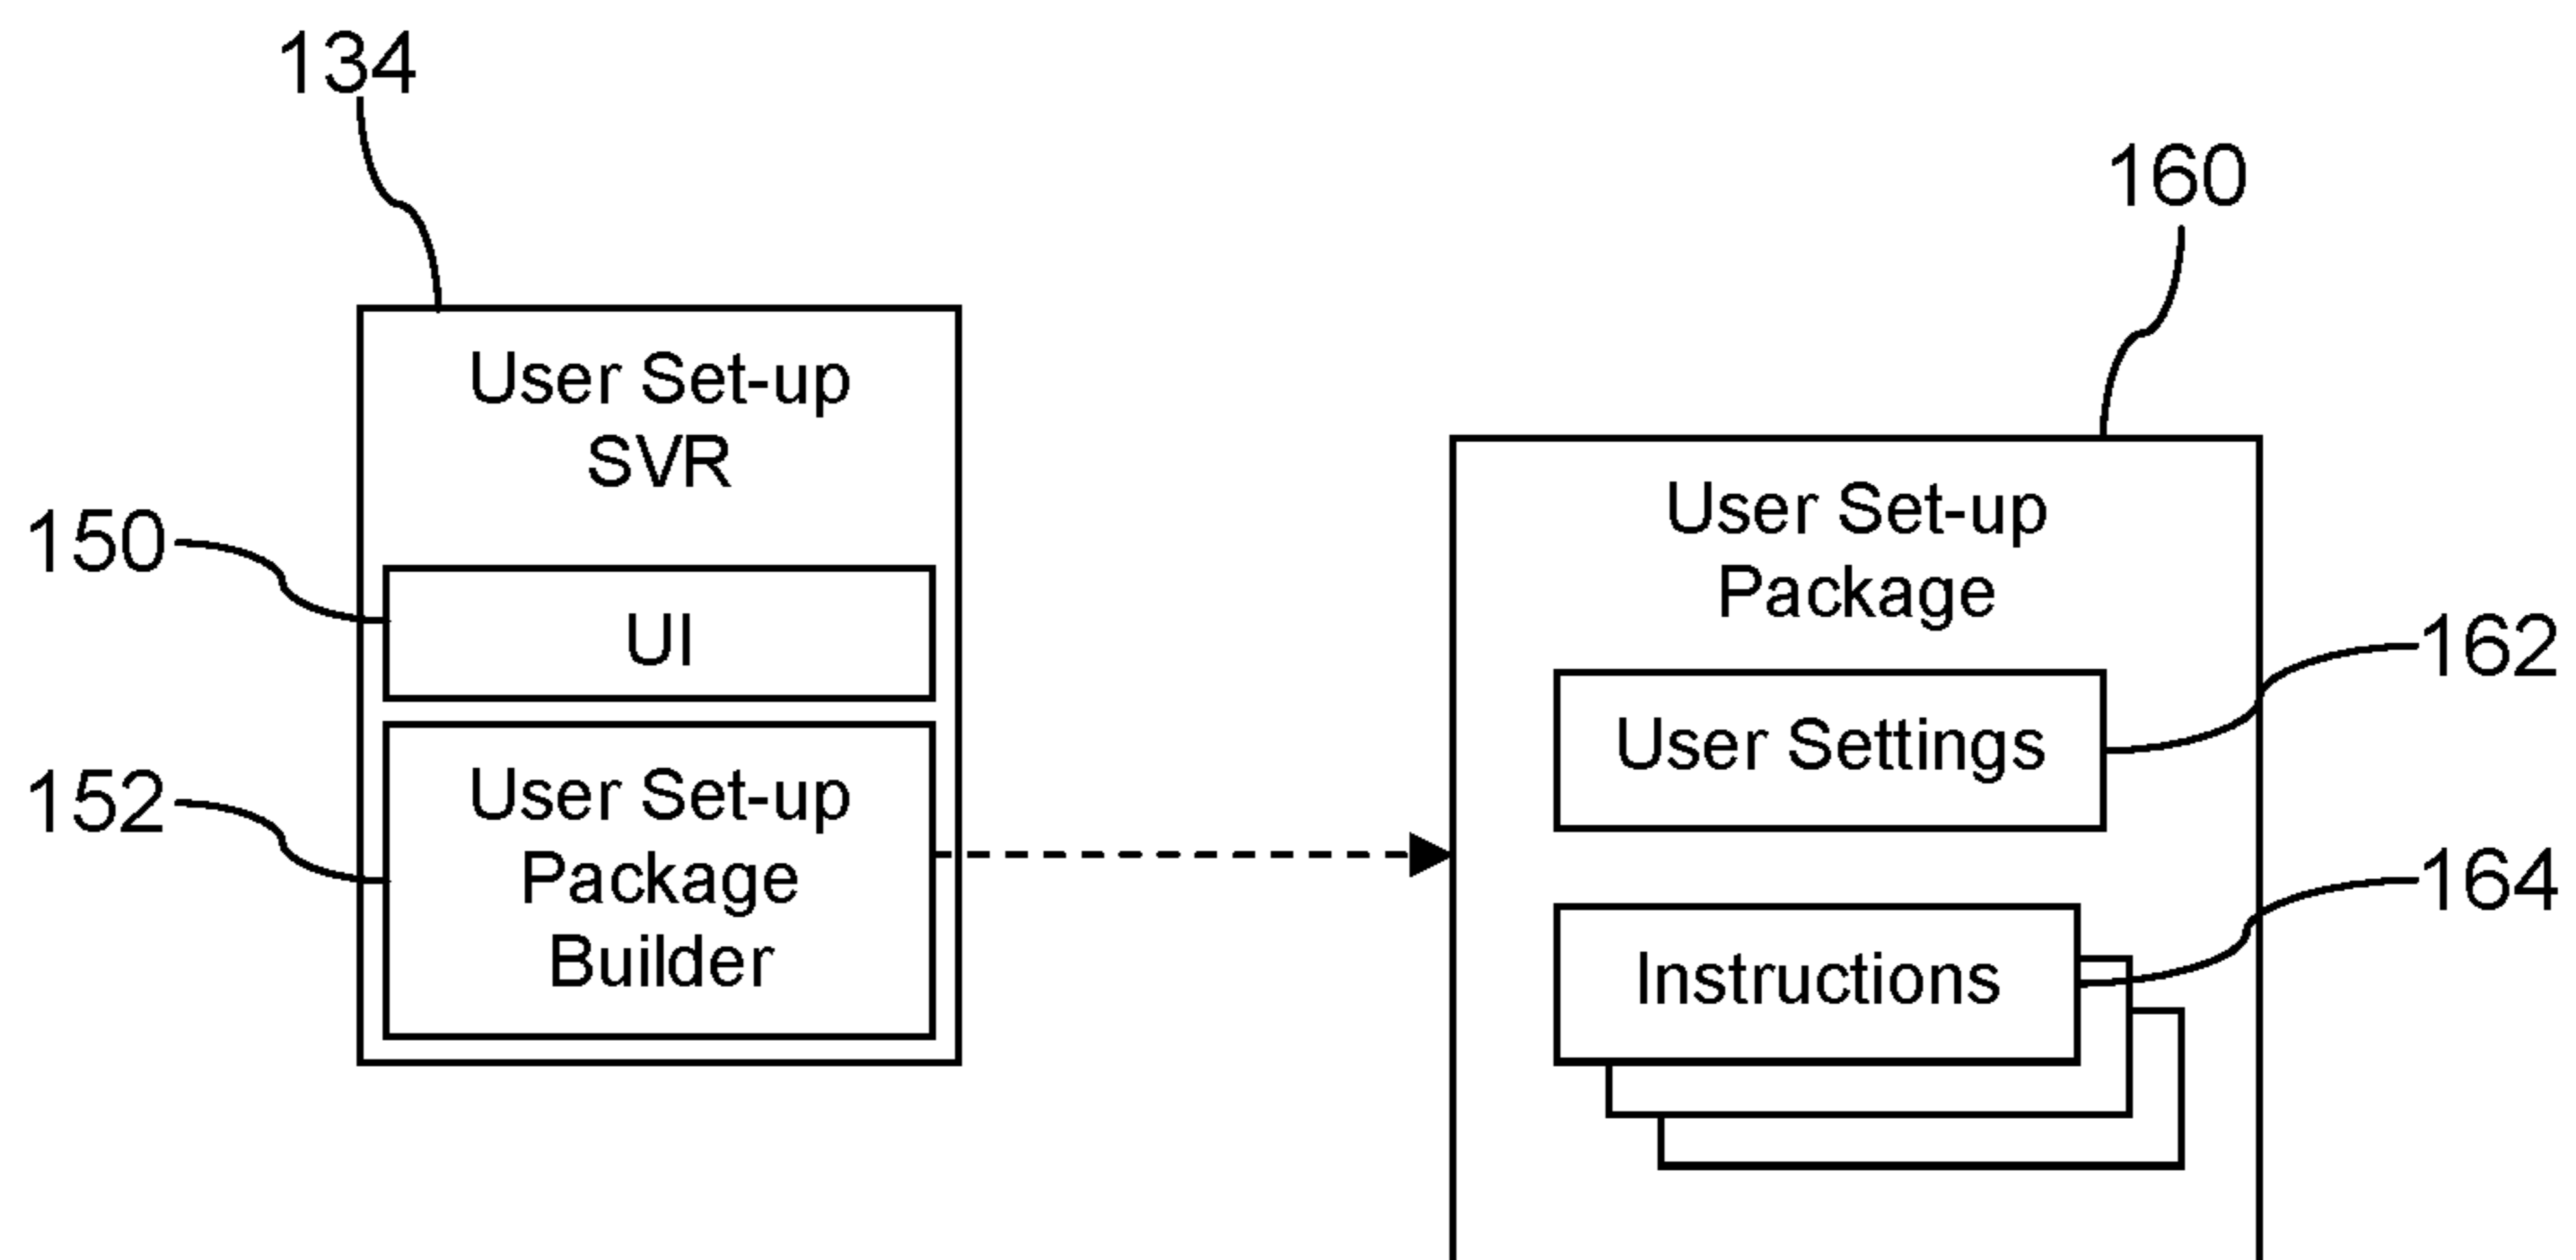 134
160
User Set-up
SVR
150
UI
152
User Set-up
Package
Builder
User Set-up
Package
162
User Settings
164
Instructions